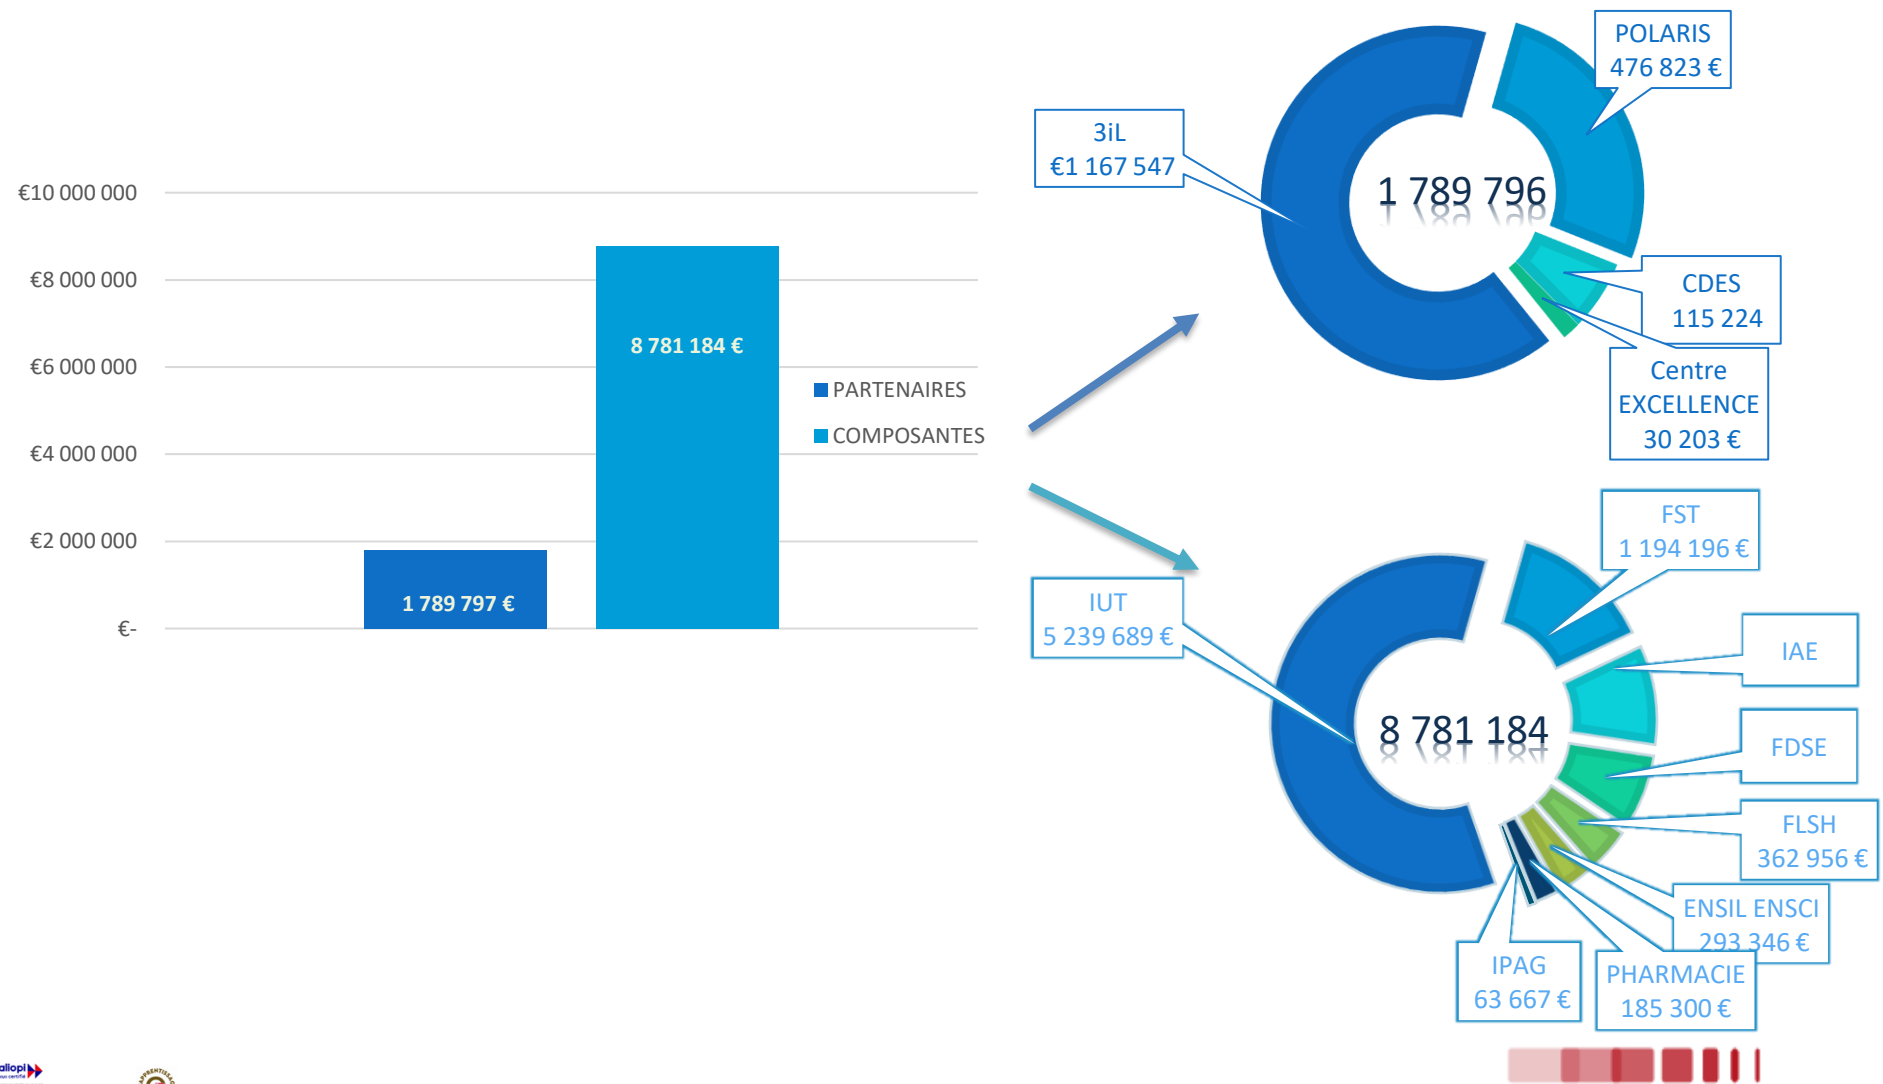 €10 000 000
€8 000 000
€6 000 000
€4 000 000
€2 000 000
€-
1 789 797 €
8 781 184 €
PARTENAIRES
COMPOSANTES
3iL
€1 167 547
POLARIS
476 823 €
1 789 796
CDES
115 224
Centre
EXCELLENCE
30 203 €
FST
1 194 196 €
IUT
5 239 689 €
IAE
8 781 184
FDSE
FLSH
362 956 €
ENSIL ENSCI
293 346 €
PHARMACIE
185 300 €
IPAG
63 667 €